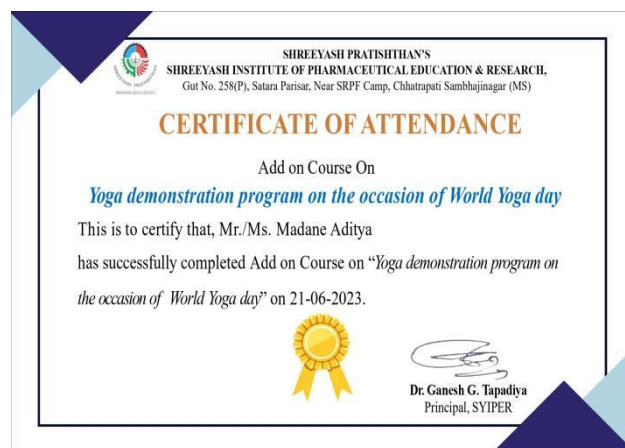 SHREEYASH PRATISHTHAN'S
SHREEYASH INSTITUTE OF PHARMACEUTICAL EDUCATION & RESEARCH,
Gut No. 258(P), Satara Parisar, Near SRPF Camp, Chhatrapati Sambhajinagar (MS)
CERTIFICATE OF ATTENDANCE
Add on Course On
Yoga demonstration program on the occasion of World Yoga day
This is to certify that, Mr./Ms. Madane Aditya
has successfully completed Add on Course on “Yoga demonstration program on
the occasion of World Yoga day” on 21-06-2023.
Dr. Ganesh G. Tapadiya
Principal, SYIPER